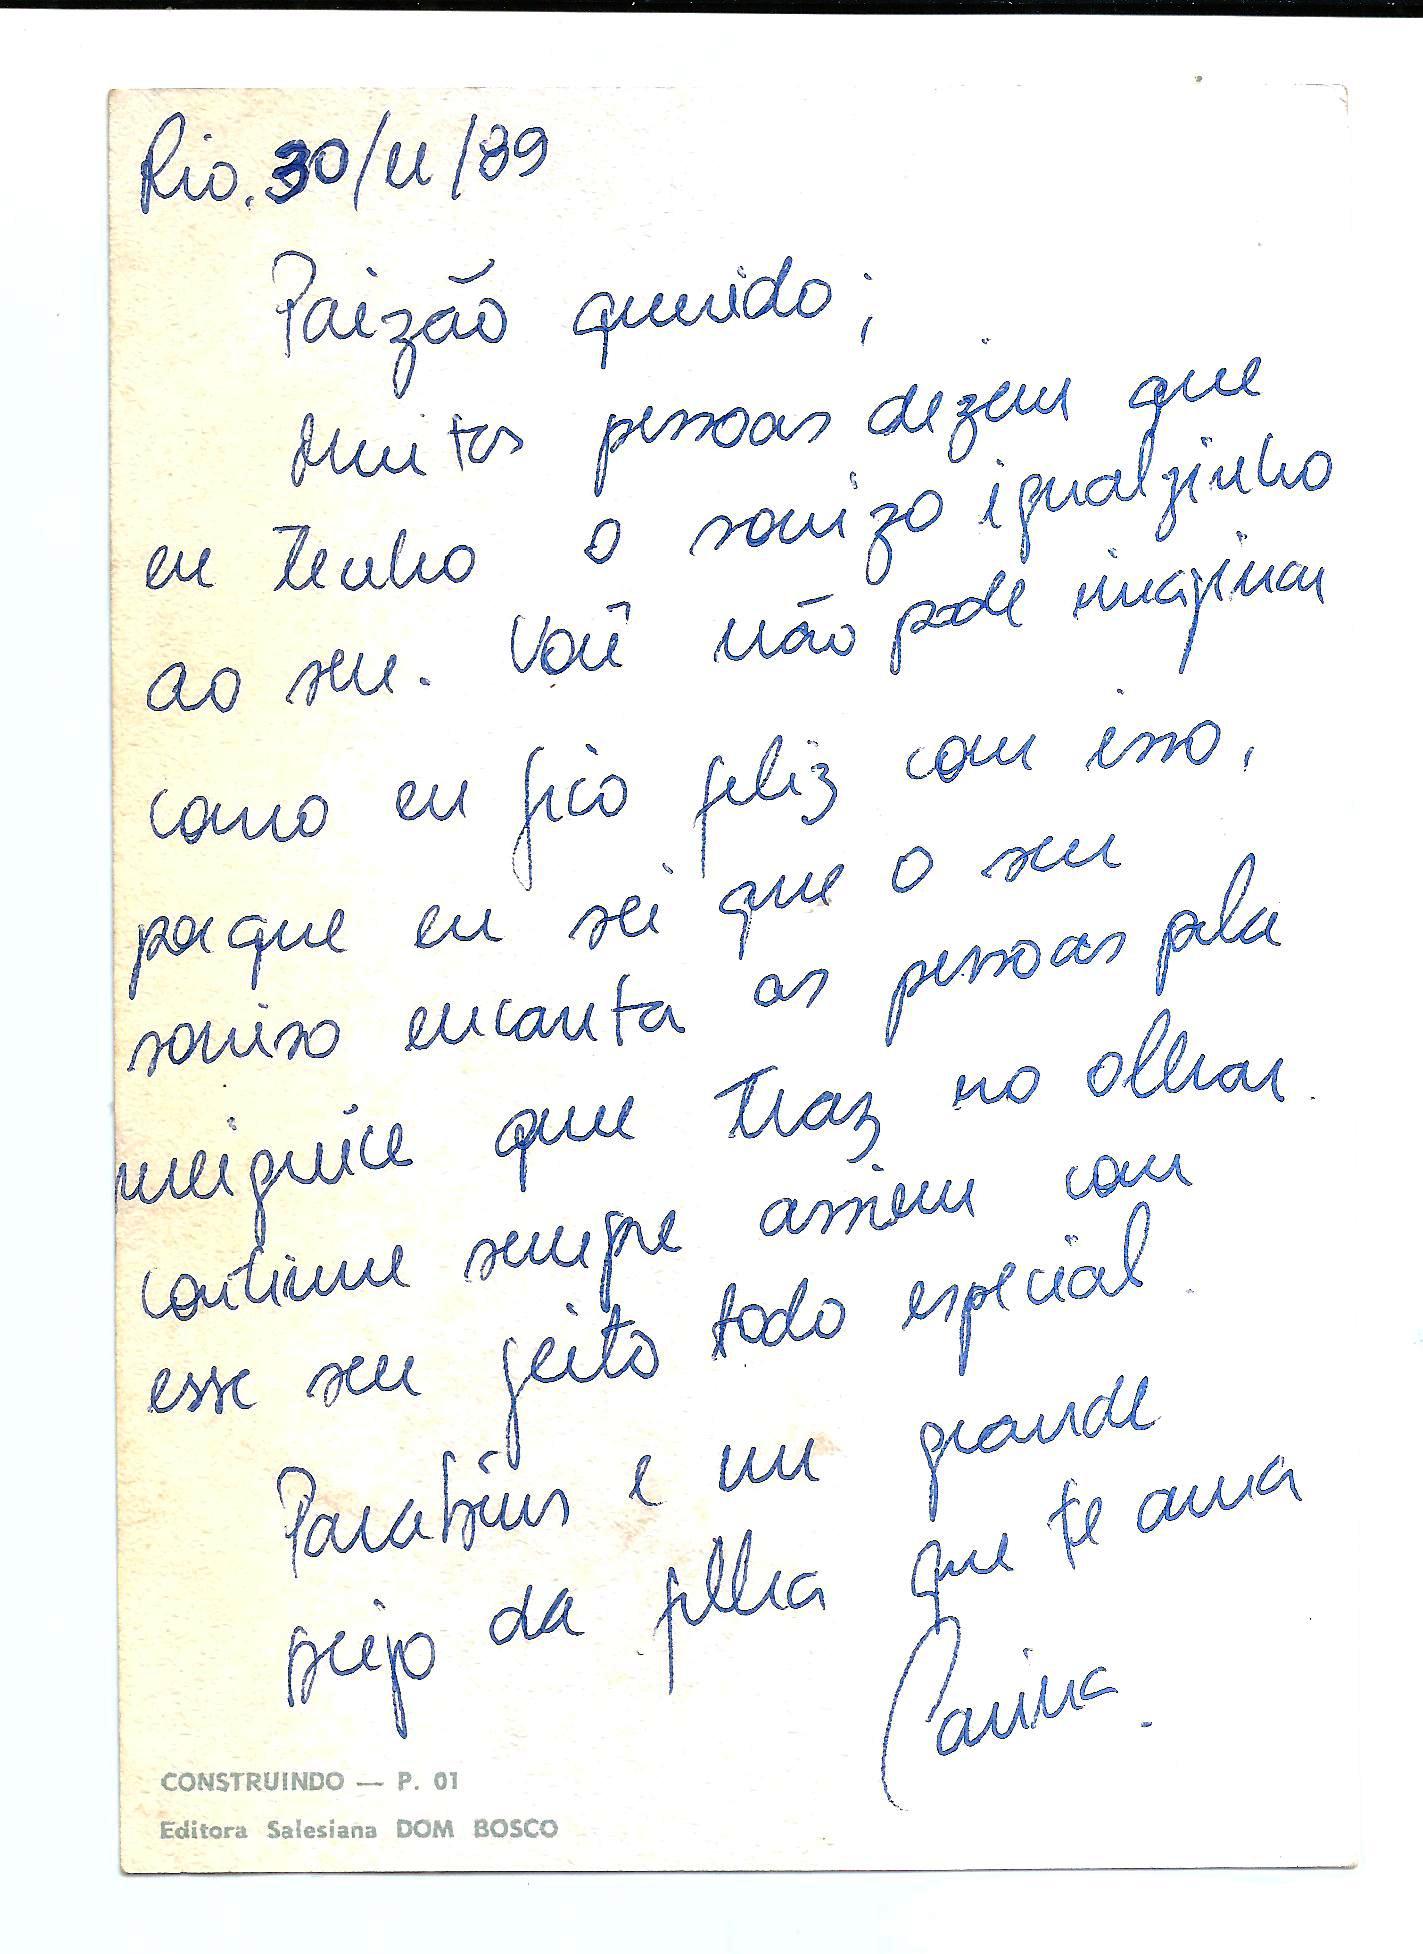 Rio, 30/11/89
Paizão querido;
Muitas pessoas dizem que
eu tenho o sorrizo igualzinho
ao seu. Você não pode imaginar
como eu fico feliz com isso,
porque eu sei que o seu
sorriso encanta as pessoas pela
meiguice que traz no olhar.
Continue sempre assim com
esse seu jeito todo especial.
Parabéns e um grande
beijo da filha que te ama
Carina.
CONSTRUINDO — P. 01
Editora Salesiana DOM BOSCO